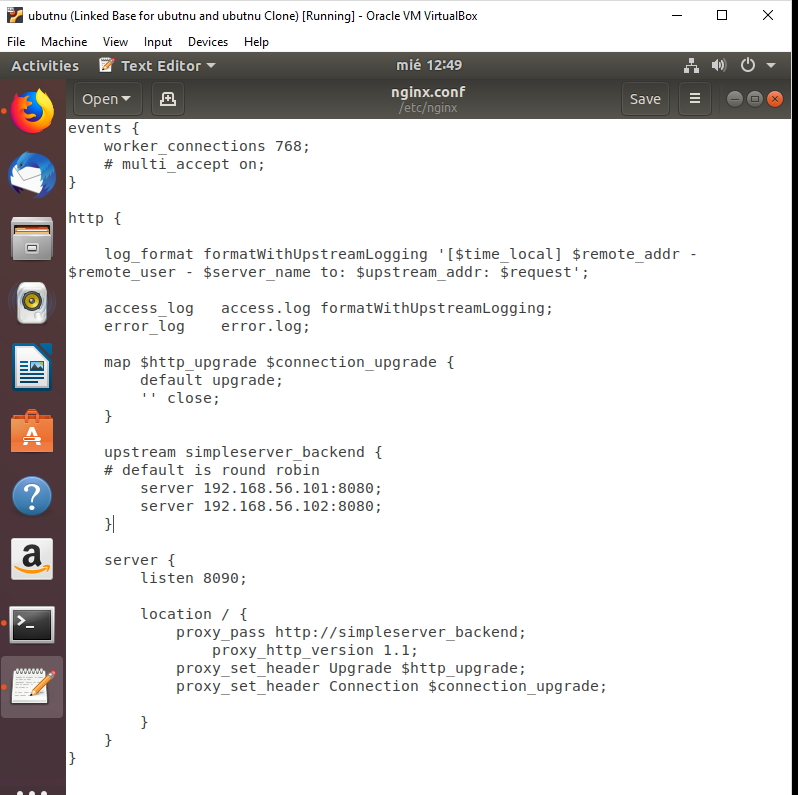 ubutnu (Linked Base for ubutnu and ubutnu Clone) [Running] - Oracle VM VirtualBox
File Machine View Input Devices Help
Activities Text Editor mié 12:49
Open nginx.conf Save
/etc/nginx
events {
    worker_connections 768;
    # multi_accept on;
}

http {

    log_format formatWithUpstreamLogging '[$time_local] $remote_addr -
$remote_user - $server_name to: $upstream_addr: $request';

    access_log   access.log formatWithUpstreamLogging;
    error_log    error.log;

    map $http_upgrade $connection_upgrade {
        default upgrade;
        '' close;
    }

    upstream simpleserver_backend {
    # default is round robin
        server 192.168.56.101:8080;
        server 192.168.56.102:8080;
    }

    server {
        listen 8090;

        location / {
            proxy_pass http://simpleserver_backend;
                proxy_http_version 1.1;
            proxy_set_header Upgrade $http_upgrade;
            proxy_set_header Connection $connection_upgrade;

        }
    }
}